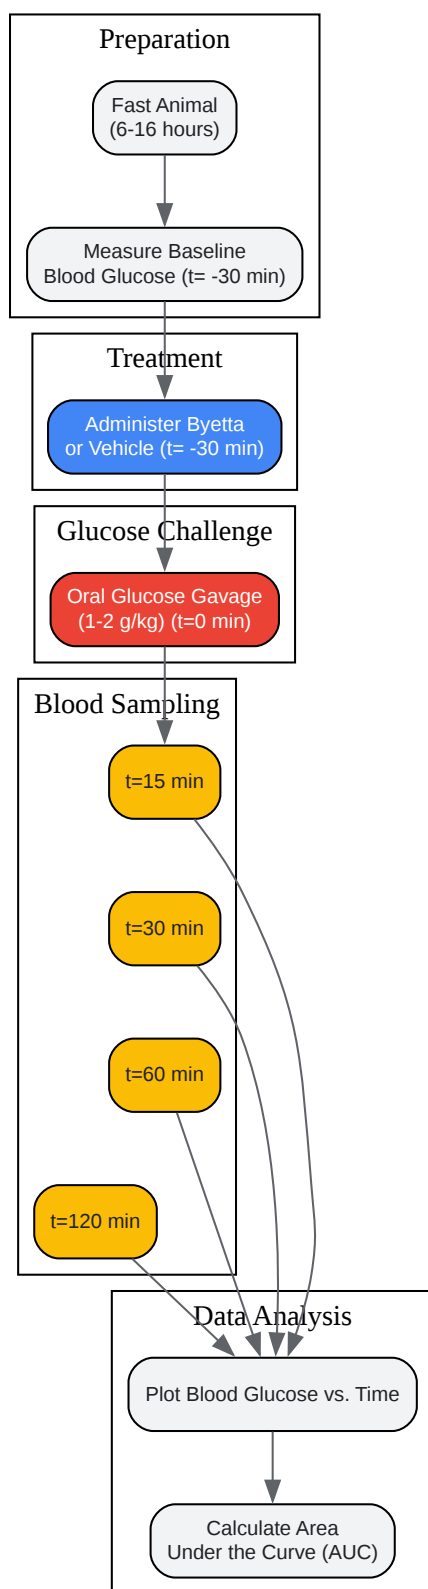 Preparation
Fast Animal
(6-16 hours)
Measure Baseline
Blood Glucose (t= -30 min)
Treatment
Administer Byetta
or Vehicle (t= -30 min)
Glucose Challenge
Oral Glucose Gavage
(1-2 g/kg) (t=0 min)
Blood Sampling
t=15 min
t=30 min
t=60 min
t=120 min
Data Analysis
Plot Blood Glucose vs. Time
Calculate Area
Under the Curve (AUC)